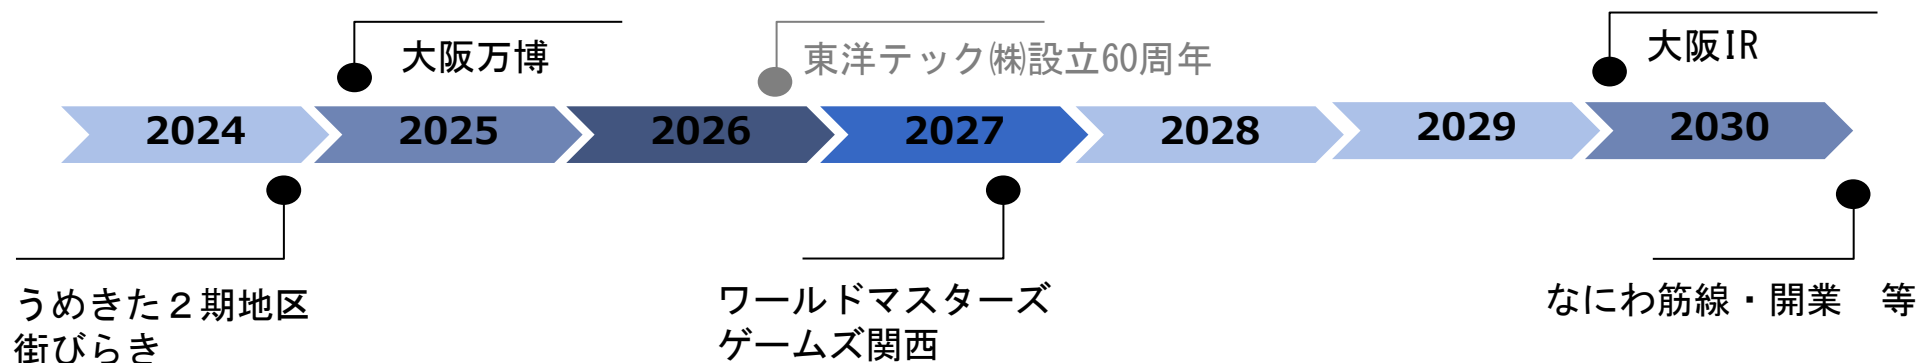 大阪万博
東洋テック㈱設立60周年
大阪IR
2024
2025
2026
2027
2028
2029
2030
うめきた２期地区
街びらき
ワールドマスターズ
ゲームズ関西
なにわ筋線・開業　等